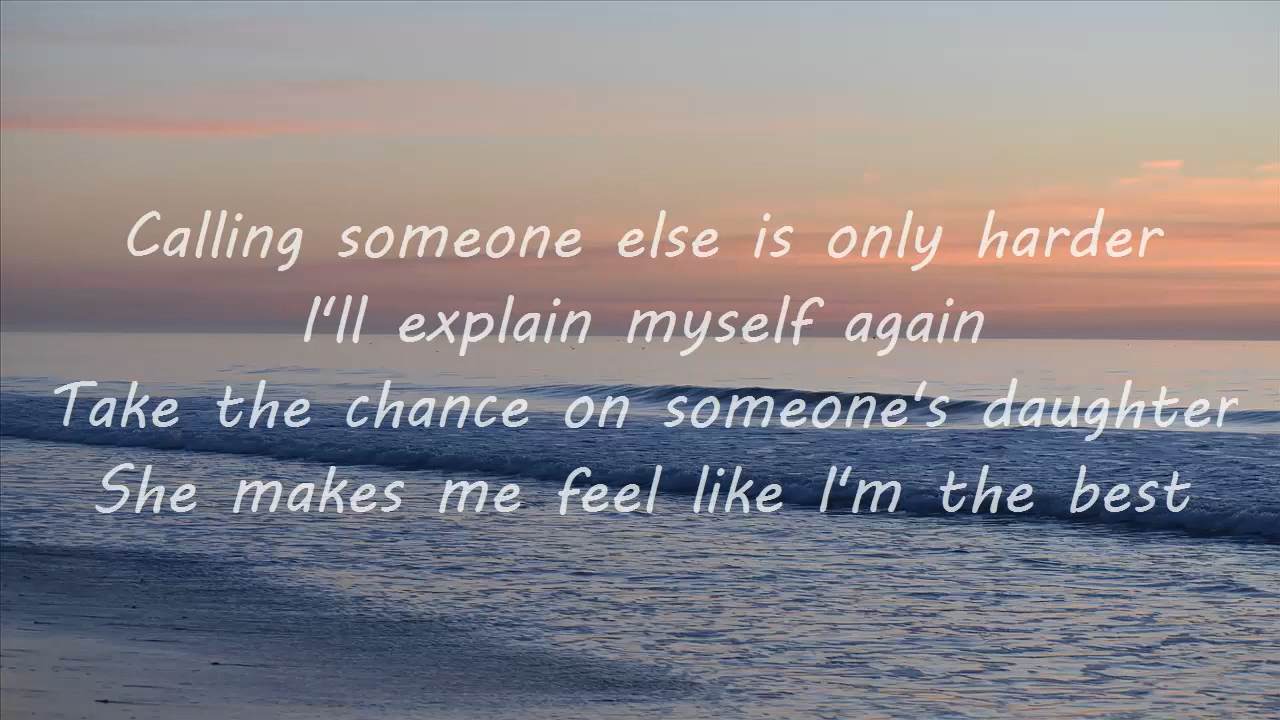 Calling someone else is only harder
I'll explain myself again
Take the chance on someone's daughter
She makes me feel like I'm the best